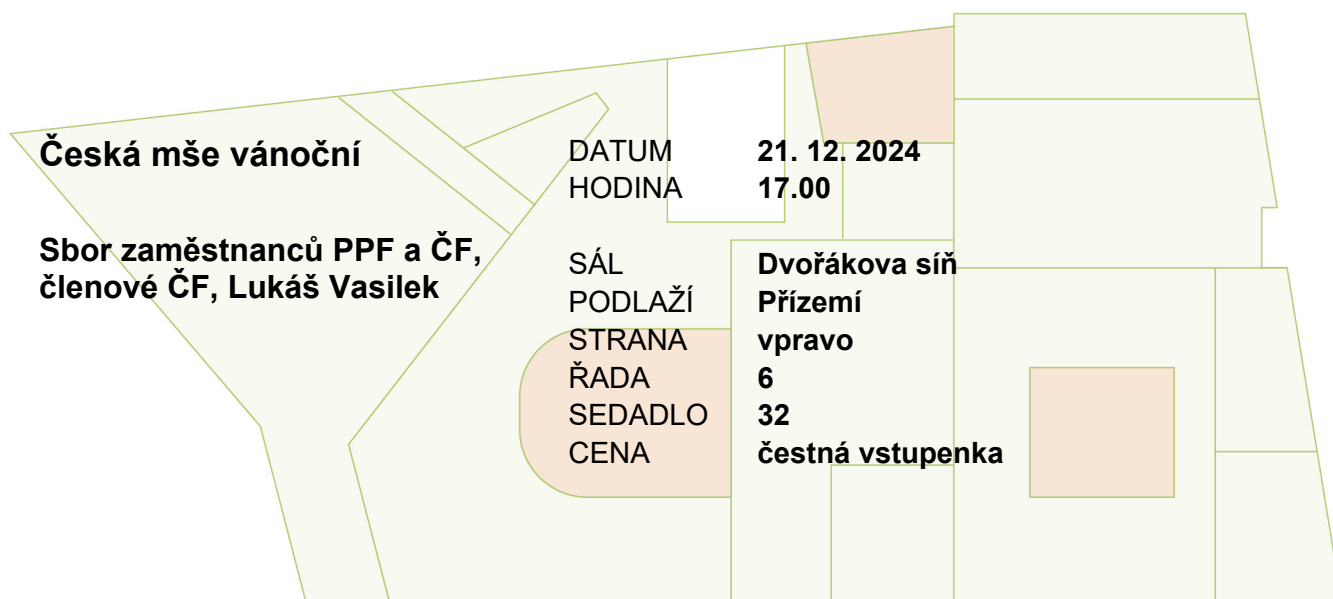 Česká mše vánoční
Sbor zaměstnanců PPF a ČF,
členové ČF, Lukáš Vasilek
DATUM 21. 12. 2024
HODINA 17.00
SÁL Dvořákova síň
PODLAŽÍ Přízemí
STRANA vpravo
ŘADA 6
SEDADLO 32
CENA čestná vstupenka